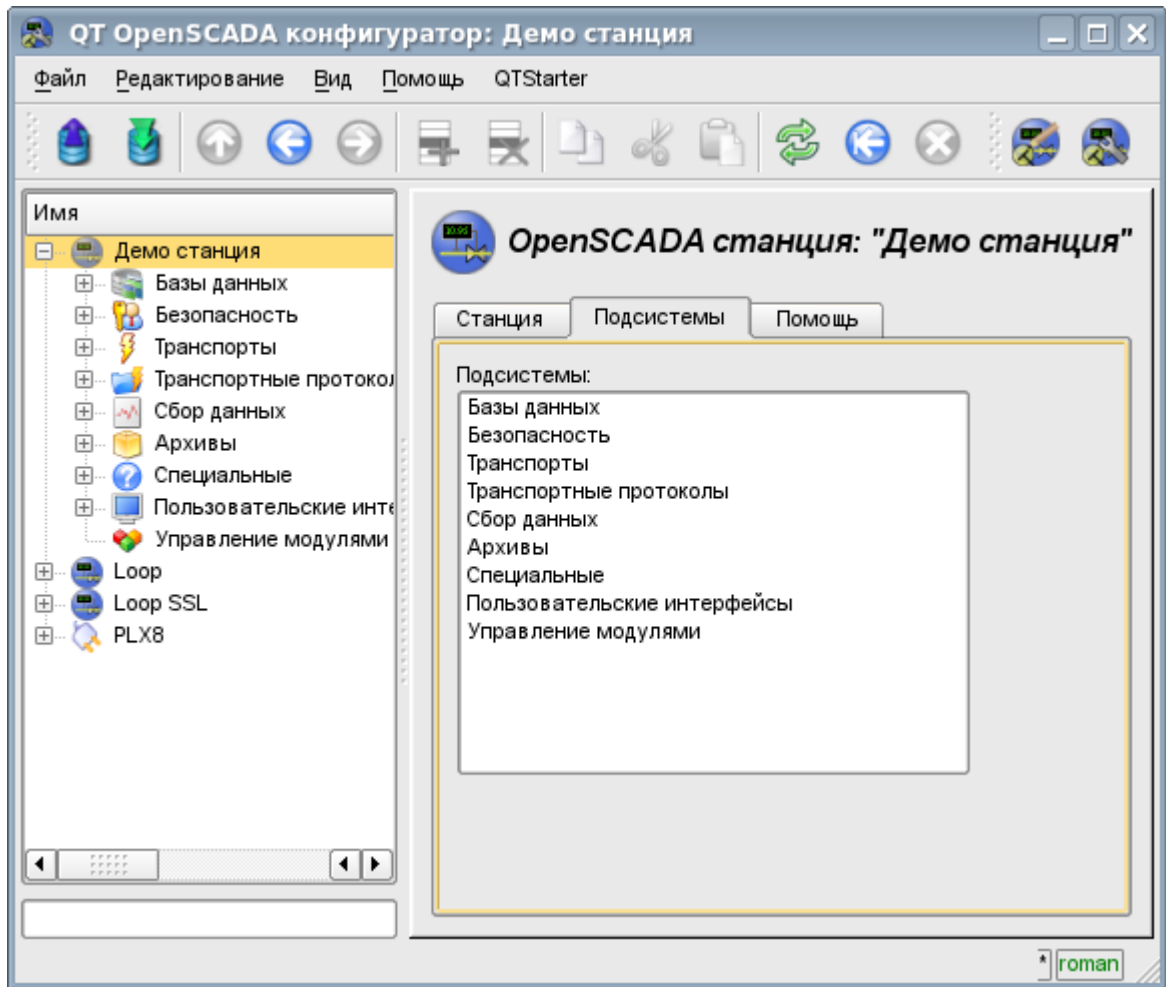 QT OpenSCADA конфигуратор: Демо станция
Файл Редактирование Вид Помощь QTStarter
Имя
Демо станция
Базы данных
Безопасность
Транспорты
Транспортные протокол
Сбор данных
Архивы
Специальные
Пользовательские инте
Управление модулями
Loop
Loop SSL
PLX8
OpenSCADA станция: "Демо станция"
Станция Подсистемы Помощь
Подсистемы:
Базы данных
Безопасность
Транспорты
Транспортные протоколы
Сбор данных
Архивы
Специальные
Пользовательские интерфейсы
Управление модулями
* roman